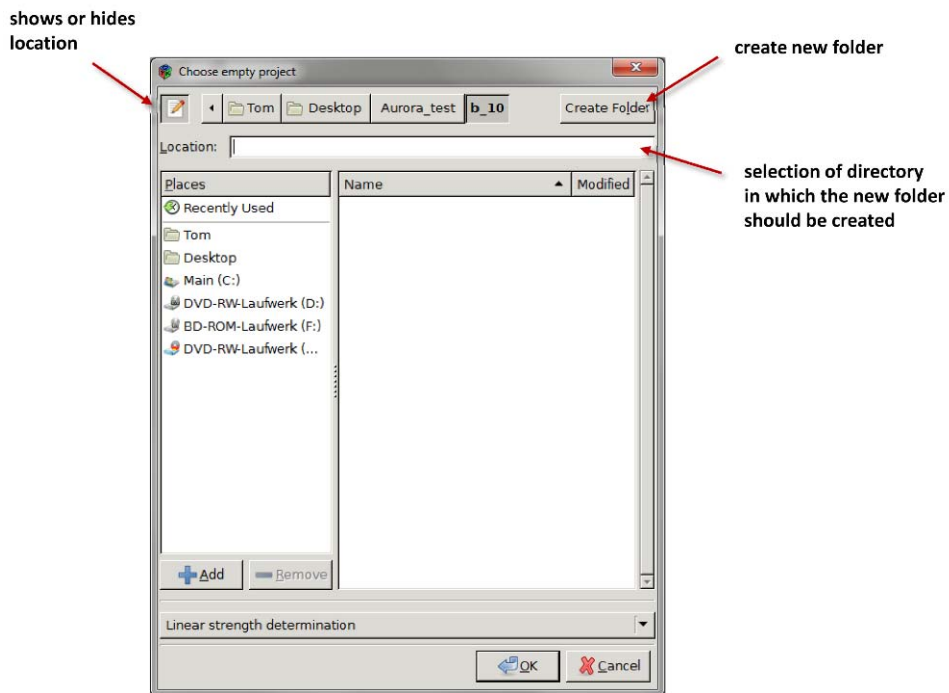 shows or hides
location
create new folder
Choose empty project
Tom
Desktop
Aurora_test
b_10
Create Folder
Location:
selection of directory
in which the new folder
should be created
Places
Name
Modified
Recently Used
Tom
Desktop
Main (C:)
DVD-RW-Laufwerk (D:)
BD-ROM-Laufwerk (F:)
DVD-RW-Laufwerk (...
Add
Remove
Linear strength determination
OK
Cancel